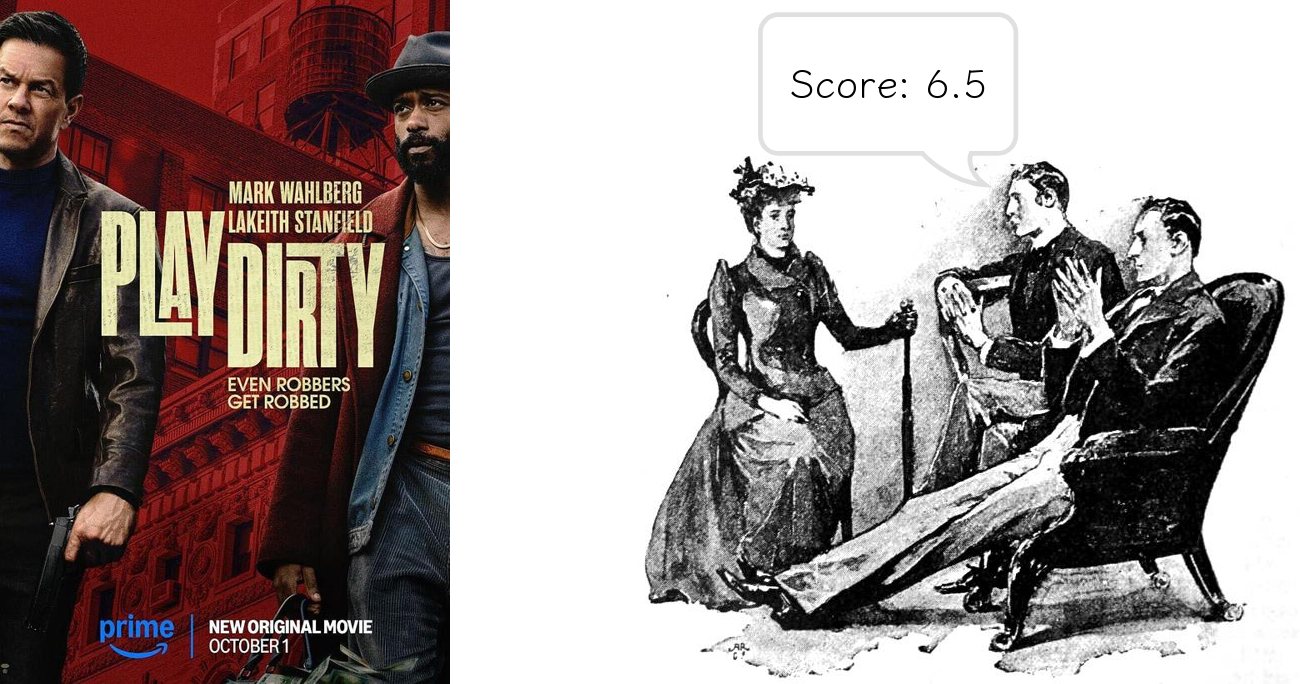 MARK WAHLBERG
LAKEITH STANFIELD
PLAY
DIRTY
EVEN ROBBERS
GET ROBBED
prime
NEW ORIGINAL MOVIE
OCTOBER 1
Score: 6.5